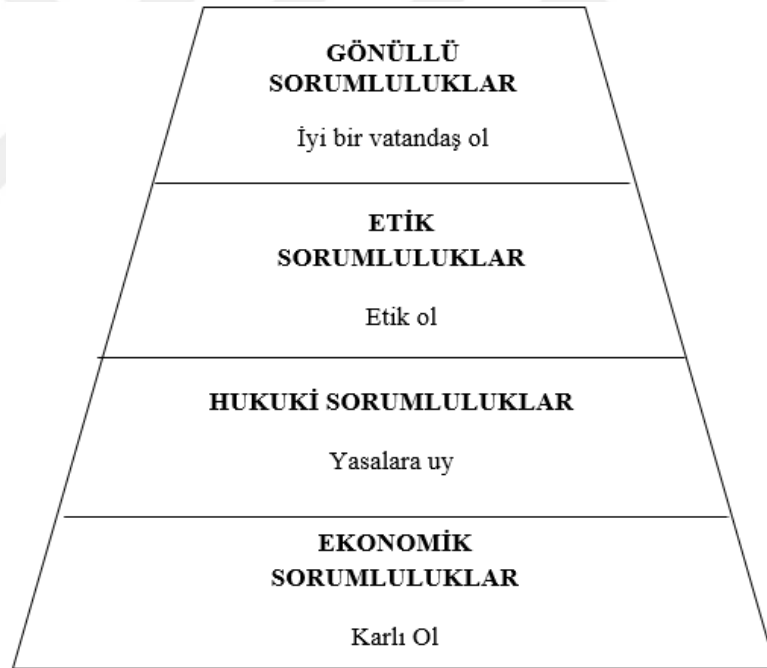 GÖNÜLLÜ
SORUMLULUKLAR
İyi bir vatandaş ol
ETİK
SORUMLULUKLAR
Etik ol
HUKUKİ SORUMLULUKLAR
Yasalara uy
EKONOMİK
SORUMLULUKLAR
Karlı Ol